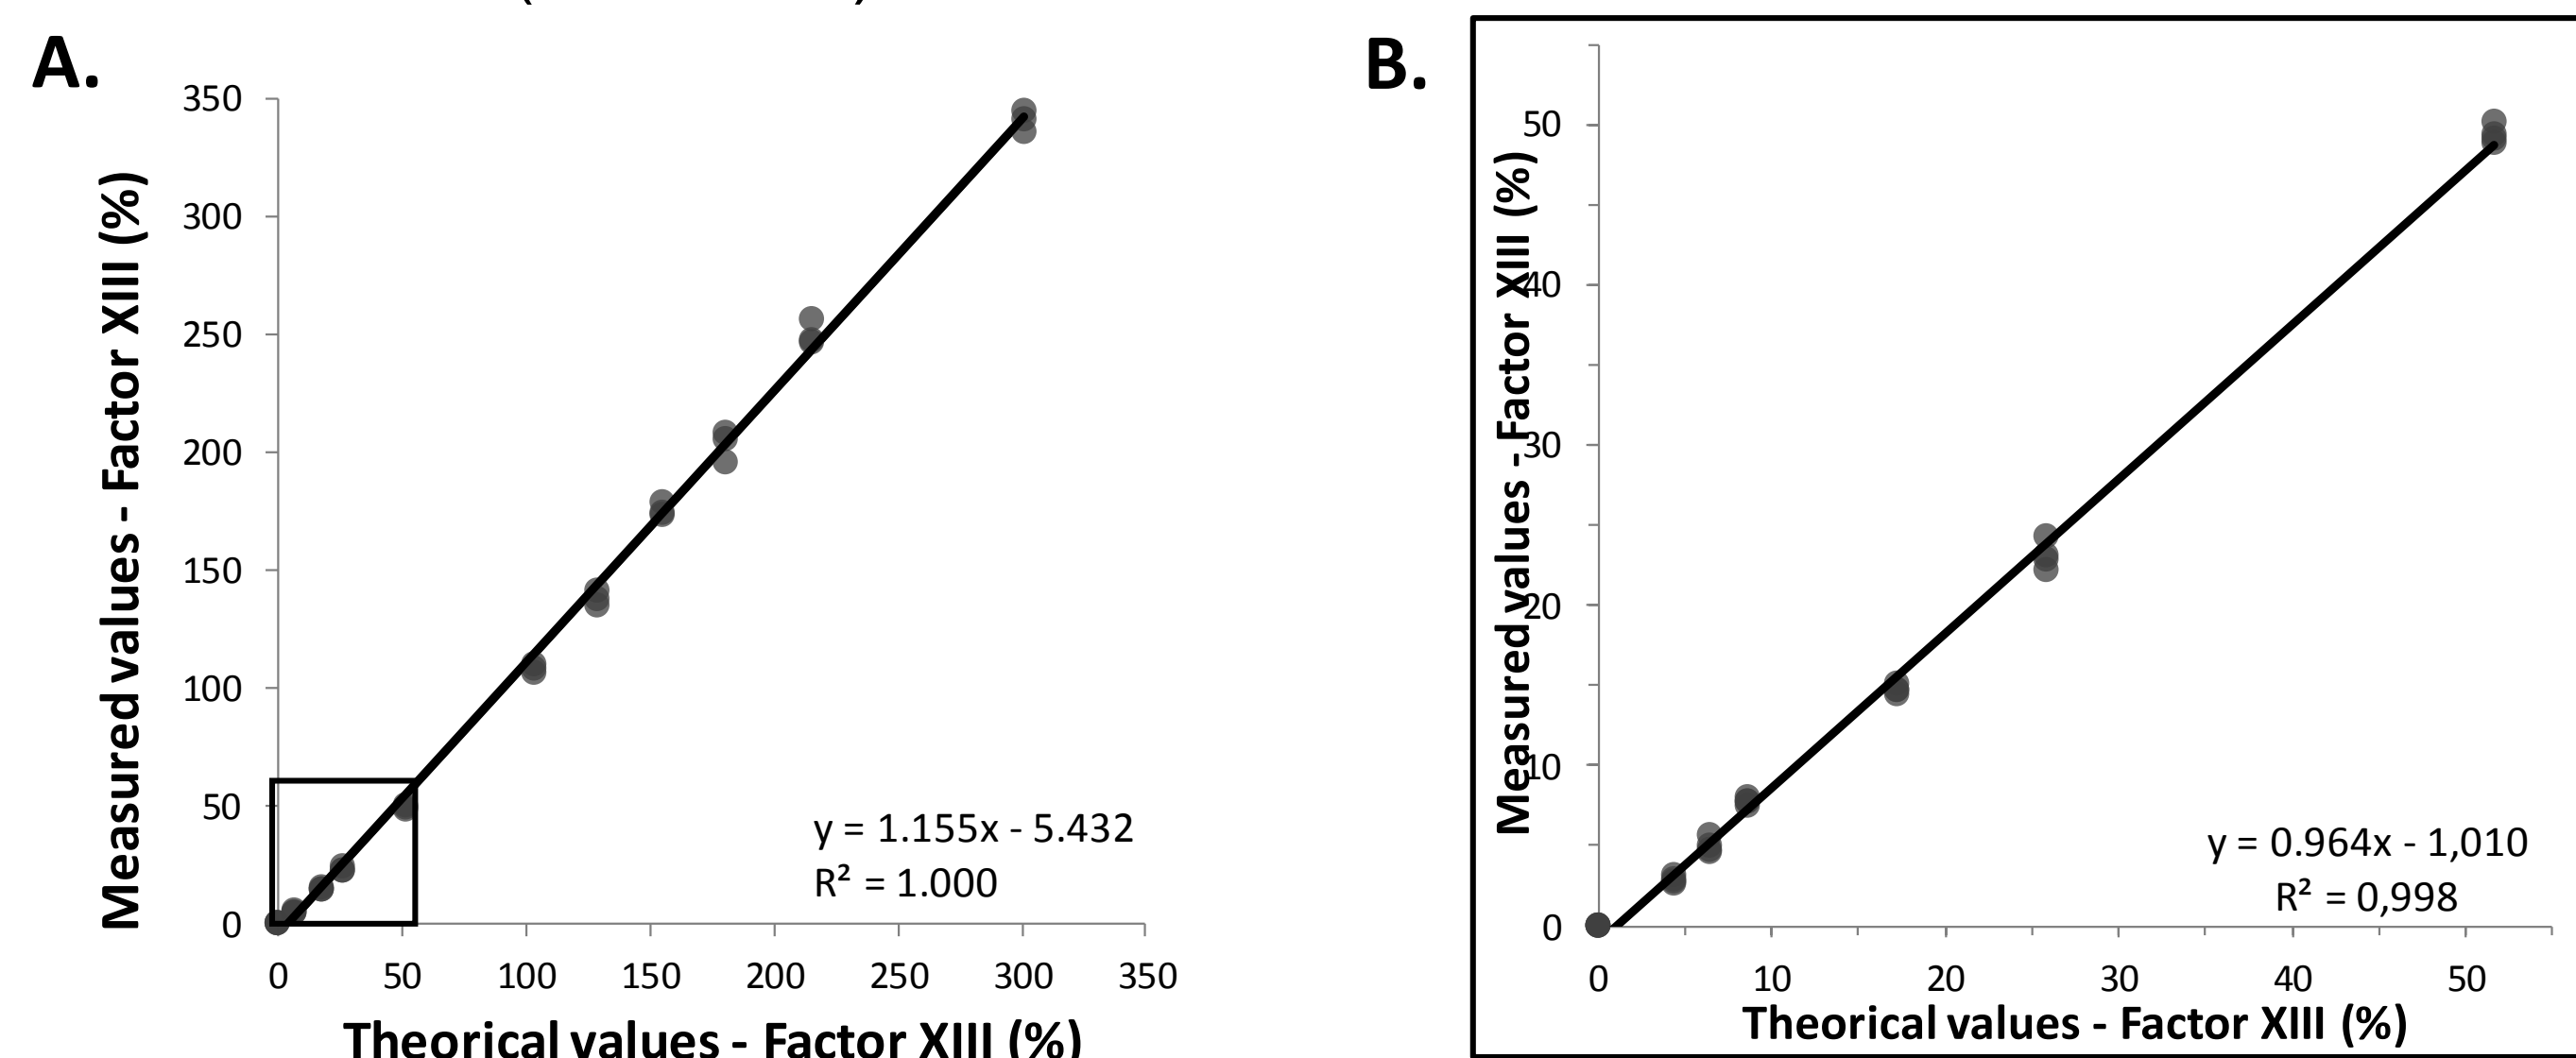 A.
350
300
250
200
150
100
50
0
Measured values - Factor XIII (%)
y = 1.155x - 5.432
R² = 1.000
0 50 100 150 200 250 300 350
Theorical values - Factor XIII (%)
B.
50
40
30
20
10
0
Measured values - Factor XIII (%)
y = 0.964x - 1,010
R² = 0,998
0 10 20 30 40 50
Theorical values - Factor XIII (%)